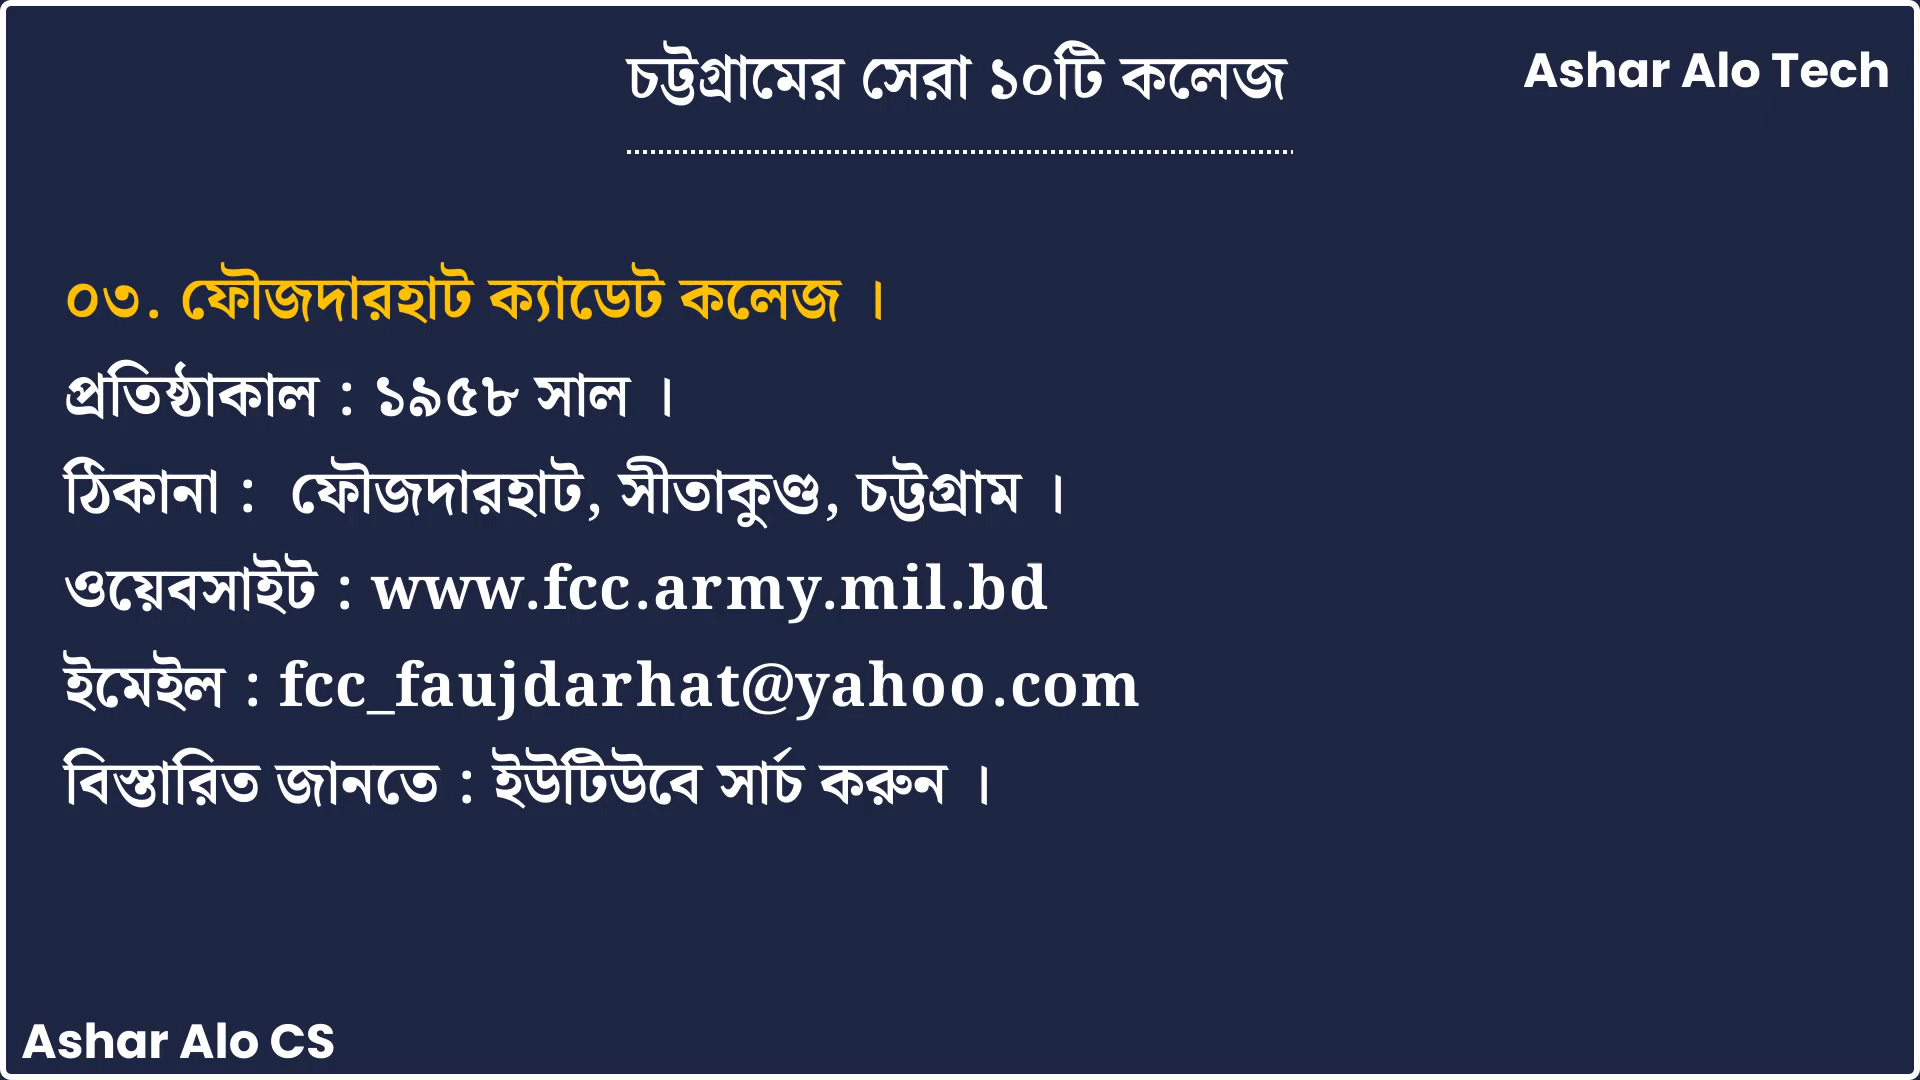 চট্টগ্রামের সেরা ১০টি কলেজ
Ashar Alo Tech
০৩. ফৌজদারহাট ক্যাডেট কলেজ ।
প্রতিষ্ঠাকাল : ১৯৫৮ সাল ।
ঠিকানা : ফৌজদারহাট, সীতাকুণ্ড, চট্টগ্রাম ।
ওয়েবসাইট : www.fcc.army.mil.bd
ইমেইল : fcc_faujdarhat@yahoo.com
বিস্তারিত জানতে : ইউটিউবে সার্চ করুন ।
Ashar Alo CS